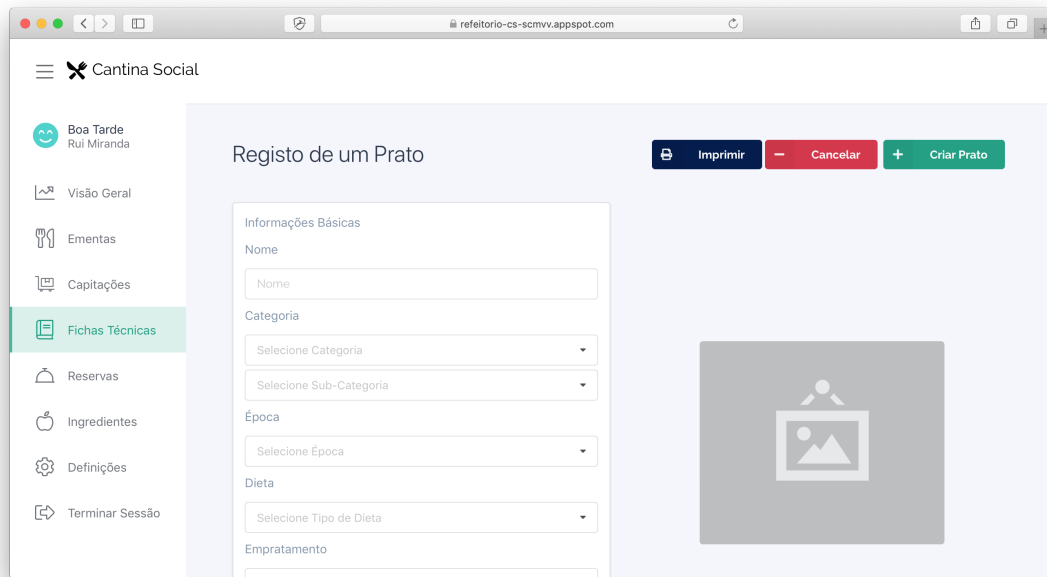 refeitorio-cs-scmvv.appspot.com
Cantina Social
Boa Tarde
Rui Miranda
Visão Geral
Ementas
Capitações
Fichas Técnicas
Reservas
Ingredientes
Definições
Terminar Sessão
Registo de um Prato
Imprimir
Cancelar
Criar Prato
Informações Básicas
Nome
Nome
Categoria
Selecione Categoria
Selecione Sub-Categoria
Época
Selecione Época
Dieta
Selecione Tipo de Dieta
Empratamento